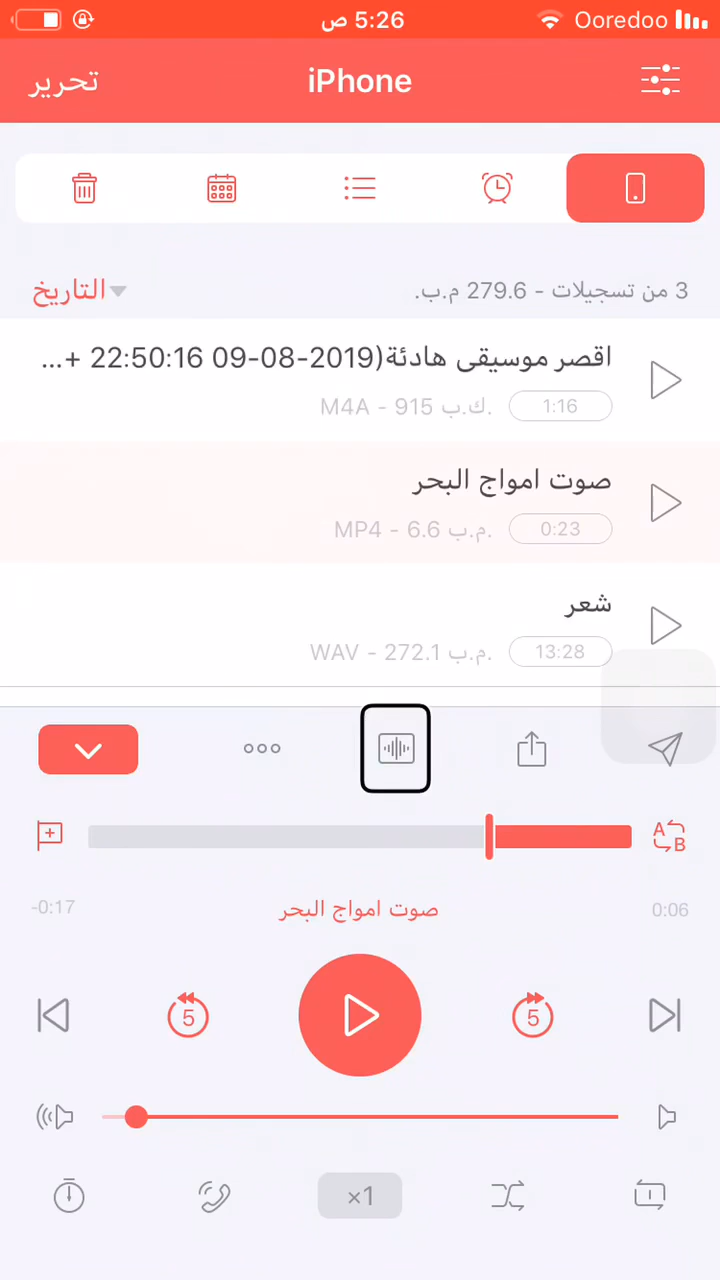 5:26 ص Ooredoo
تحرير
iPhone
التاريخ
3 من تسجيلات - 279.6 م.ب.
اقصر موسيقى هادئة(2019-08-09 22:50:16 +...
1:16
M4A - 915 ك.ب.
صوت امواج البحر
0:23
MP4 - 6.6 م.ب.
شعر
13:28
WAV - 272.1 م.ب.
A B
-0:17
صوت امواج البحر
0:06
5
5
×1